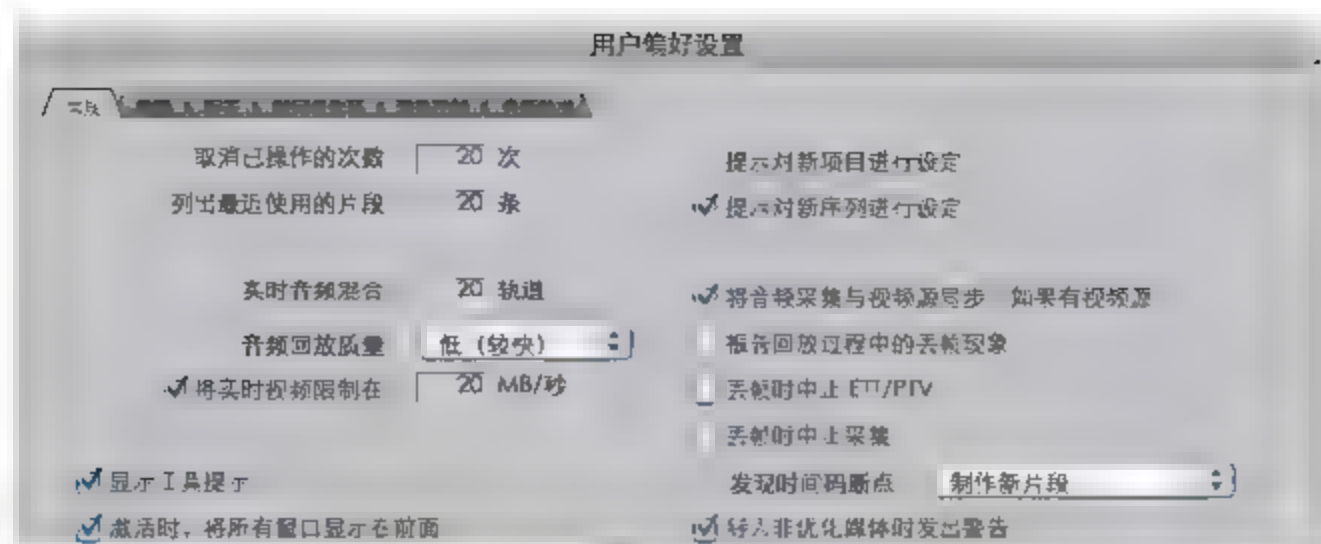 用户偏好设置
取消已操作的次数 20 次
列出最近使用的片段 20 条
实时音频混合 20 轨道
音频回放质量 低（较快）
将实时视频限制在 20 MB/秒
显示工具提示
激活时，将所有窗口显示在前面
提示对新项目进行设定
提示对新序列进行设定
将音频采集与视频源同步 如果有视频源
报告回放过程中的丢帧现象
丢帧时中止 ETT/PTV
丢帧时中止采集
发现时间码断点 制作新片段
转入非优化媒体时发出警告